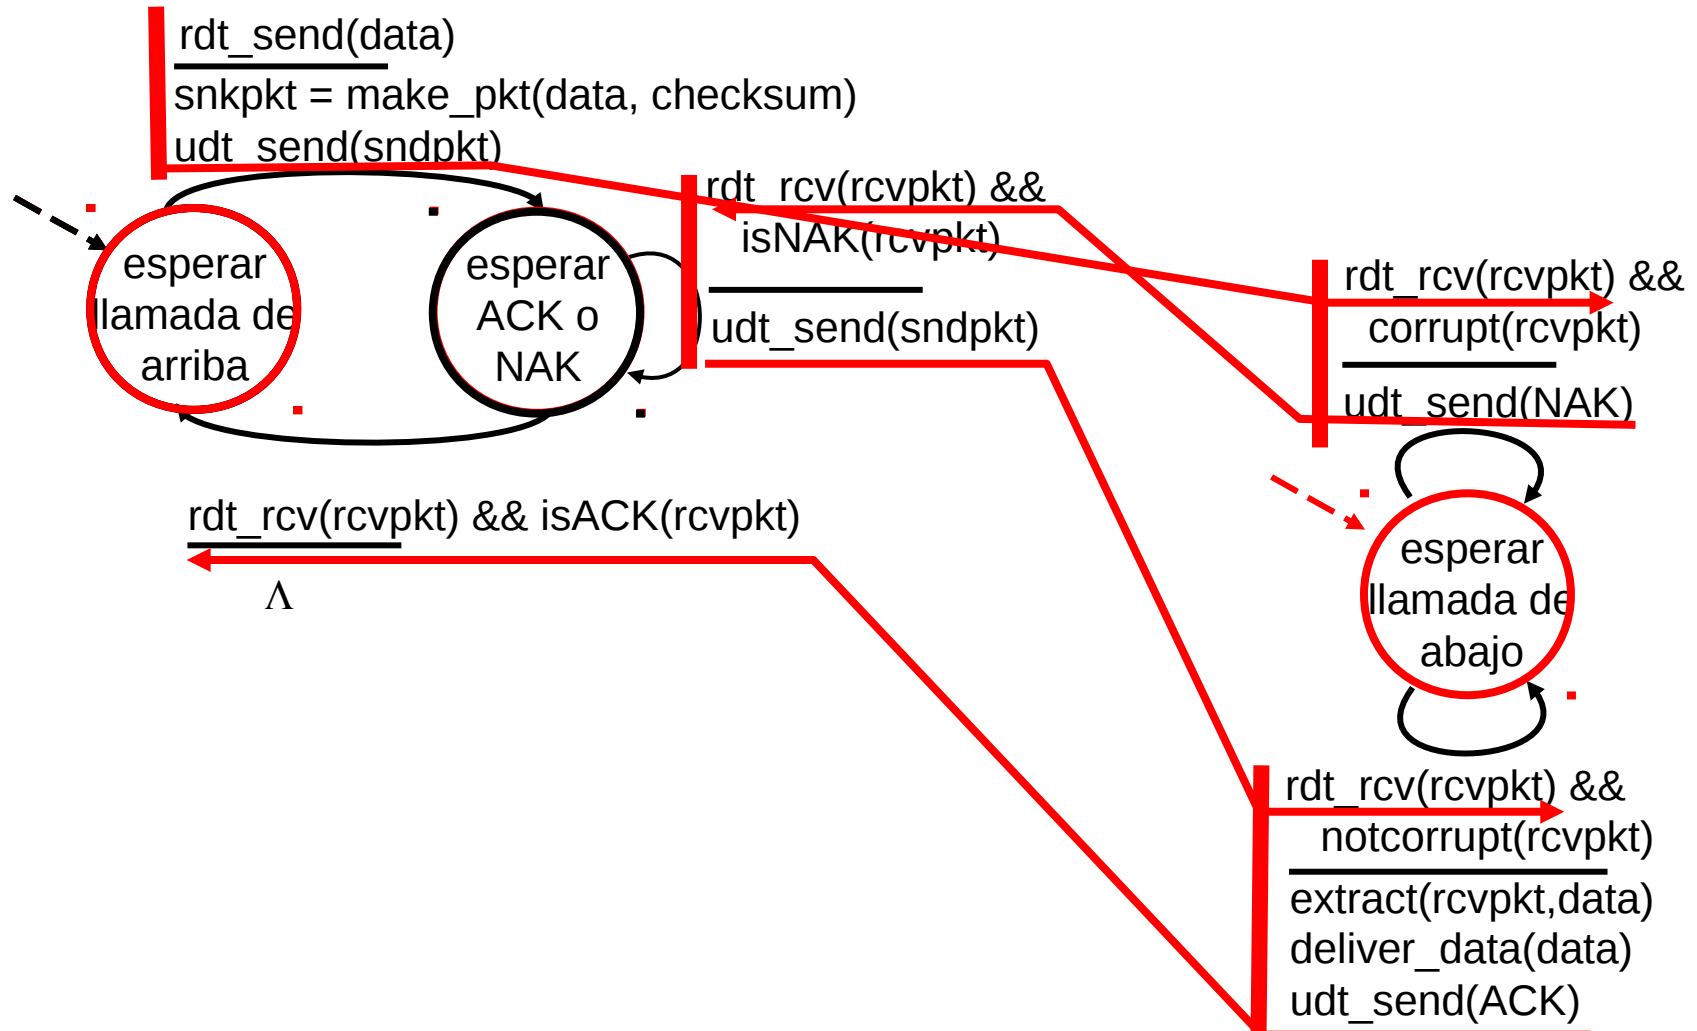 rdt_send(data)
snkpkt = make_pkt(data, checksum)
udt_send(sndpkt)
rdt_rcv(rcvpkt) &&
isNAK(rcvpkt)
udt_send(sndpkt)
esperar
llamada de
arriba
esperar
ACK o
NAK
rdt_rcv(rcvpkt) && isACK(rcvpkt)
Λ
rdt_rcv(rcvpkt) &&
corrupt(rcvpkt)
udt_send(NAK)
esperar
llamada de
abajo
rdt_rcv(rcvpkt) &&
notcorrupt(rcvpkt)
extract(rcvpkt,data)
deliver_data(data)
udt_send(ACK)